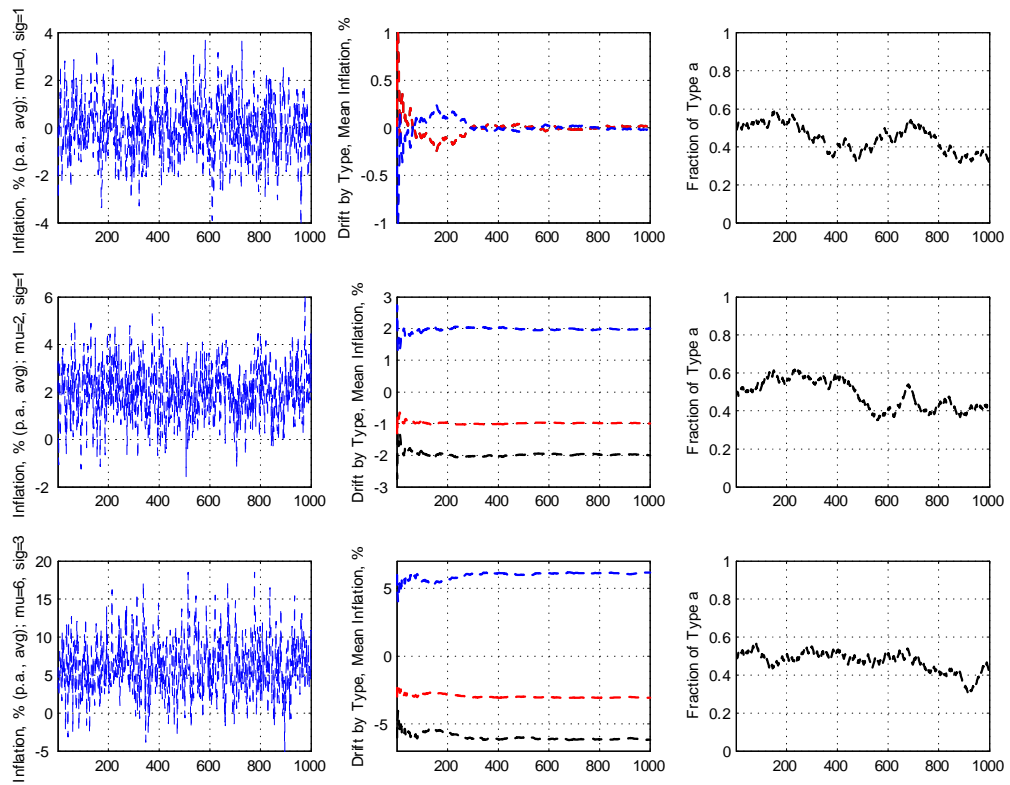 Inflation, % (p.a., avg); mu=0, sig=1
4
2
0
-2
-4
200 400 600 800 1000
Drift by Type, Mean Inflation, %
1
0.5
0
-0.5
-1
200 400 600 800 1000
Fraction of Type a
1
0.8
0.6
0.4
0.2
0
200 400 600 800 1000
Inflation, % (p.a., avg); mu=2, sig=1
6
4
2
0
-2
200 400 600 800 1000
Drift by Type, Mean Inflation, %
3
2
1
0
-1
-2
-3
200 400 600 800 1000
Fraction of Type a
1
0.8
0.6
0.4
0.2
0
200 400 600 800 1000
Inflation, % (p.a., avg); mu=6, sig=3
20
15
10
5
0
-5
200 400 600 800 1000
Drift by Type, Mean Inflation, %
5
0
-5
200 400 600 800 1000
Fraction of Type a
1
0.8
0.6
0.4
0.2
0
200 400 600 800 1000